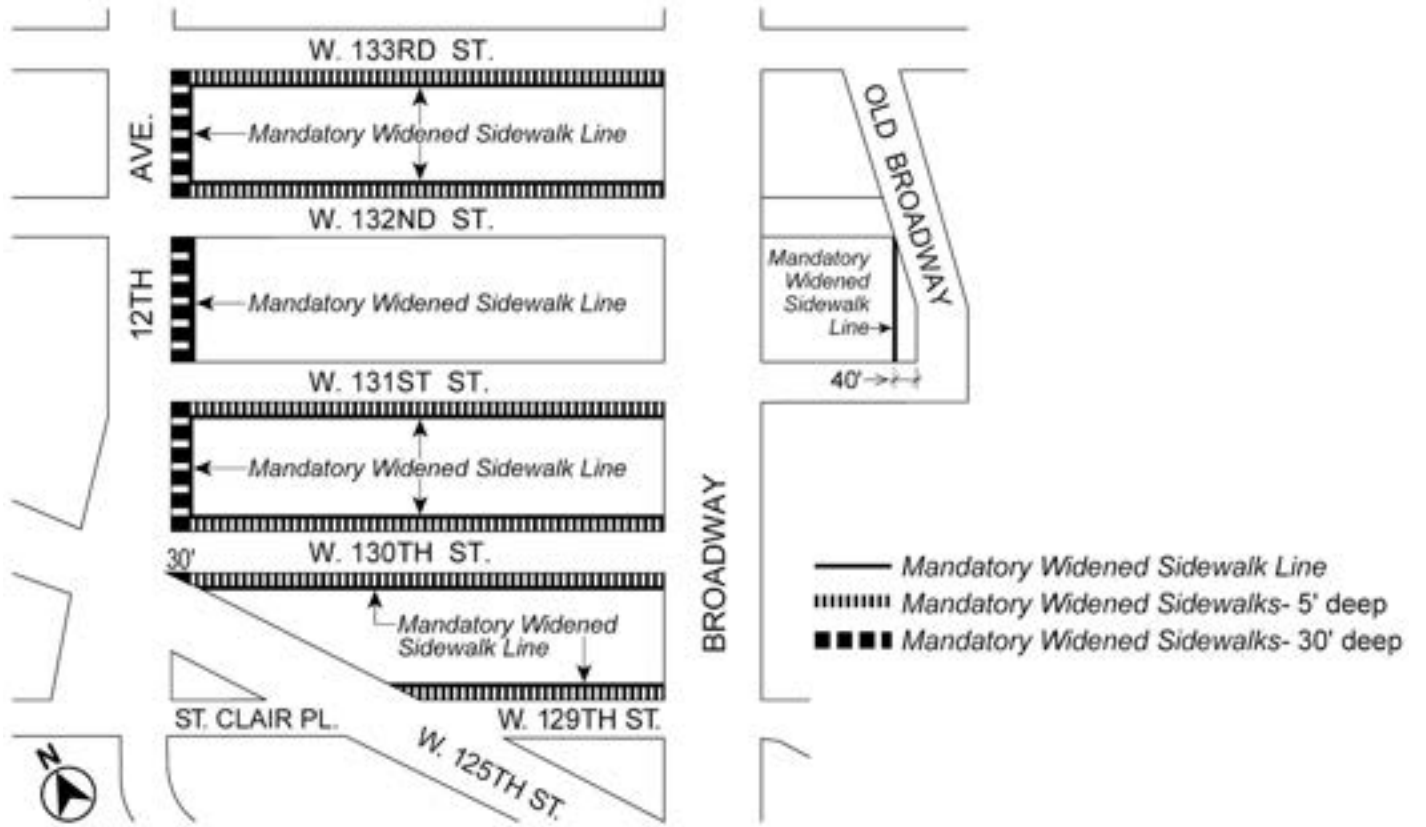 W. 133RD ST.
AVE.
Mandatory Widened Sidewalk Line
OLD BROADWAY
W. 132ND ST.
12TH
Mandatory Widened Sidewalk Line
Mandatory
Widened
Sidewalk
Line
W. 131ST ST.
40'
Mandatory Widened Sidewalk Line
BROADWAY
W. 130TH ST.
30'
Mandatory Widened
Sidewalk Line
Mandatory Widened Sidewalk Line
Mandatory Widened Sidewalks- 5' deep
Mandatory Widened Sidewalks- 30' deep
ST. CLAIR PL.
W. 129TH ST.
W. 125TH ST.
N